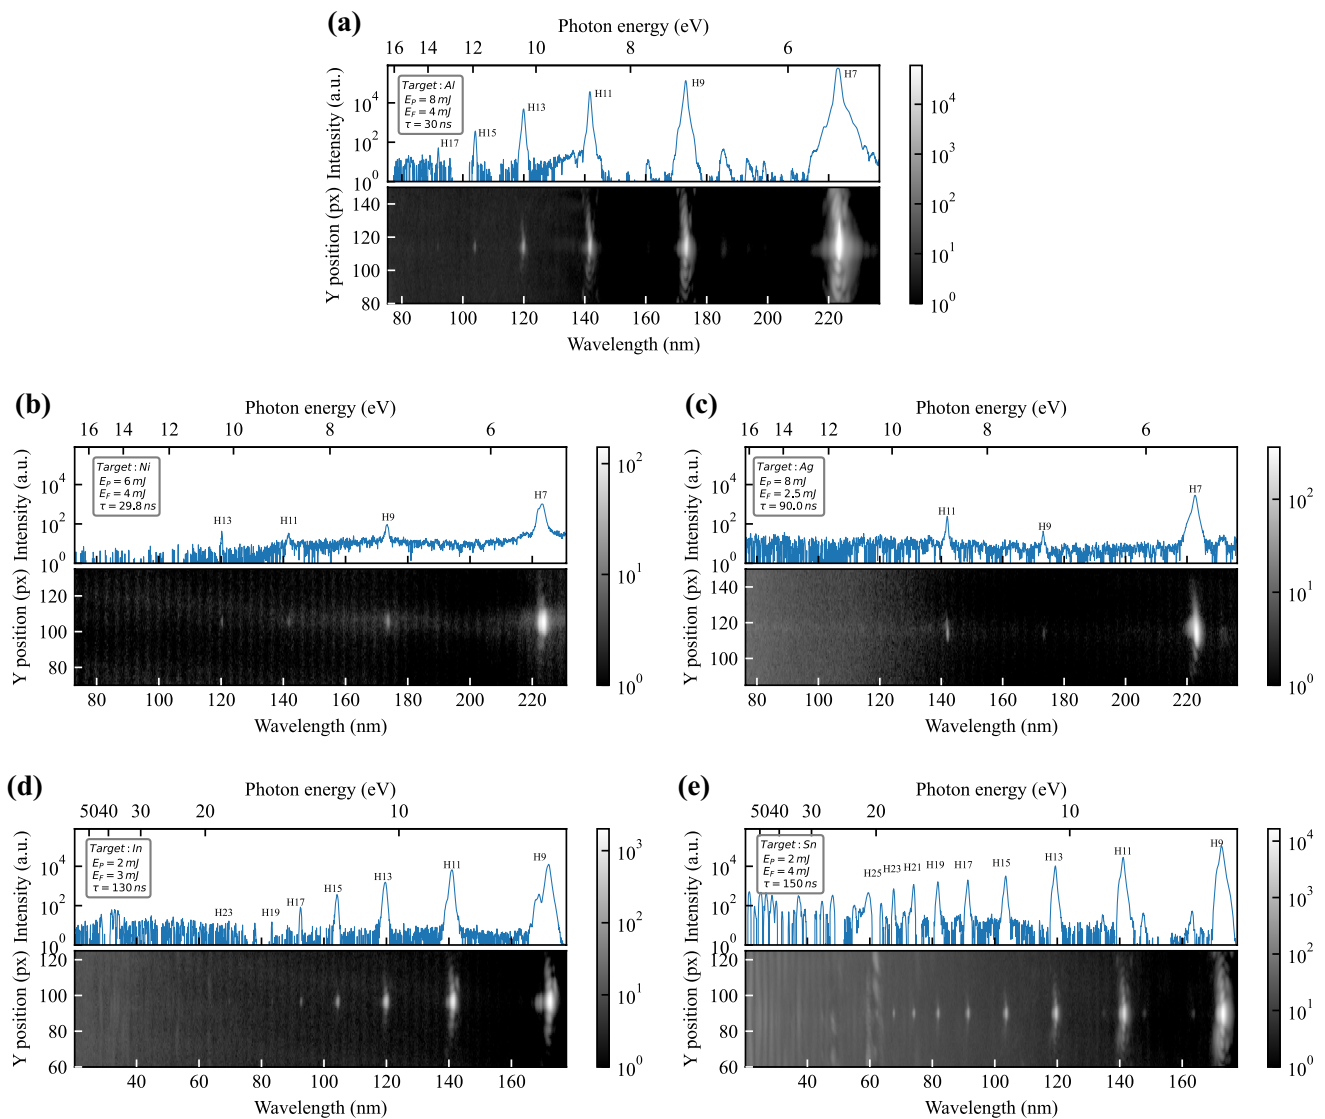 (a)
Photon energy (eV)
16 14 12 10 8 6
Intensity (a.u.)
10^4
10^2
10^0
Target : Al
E_P = 8 mJ
E_F = 4 mJ
τ = 30 ns
H17 H15 H13 H11 H9 H7
Y position (px)
140
120
100
80
80 100 120 140 160 180 200 220
Wavelength (nm)
10^4
10^3
10^2
10^1
10^0
(b)
Photon energy (eV)
16 14 12 10 8 6
Intensity (a.u.)
10^4
10^2
10^0
Target : Ni
E_P = 6 mJ
E_F = 4 mJ
τ = 29.8 ns
H13 H11 H9 H7
Y position (px)
120
100
80
80 100 120 140 160 180 200 220
Wavelength (nm)
10^2
10^1
10^0
(c)
Photon energy (eV)
16 14 12 10 8 6
Intensity (a.u.)
10^4
10^2
10^0
Target : Ag
E_P = 8 mJ
E_F = 2.5 mJ
τ = 90.0 ns
H11 H9 H7
Y position (px)
140
120
100
80 100 120 140 160 180 200 220
Wavelength (nm)
10^2
10^1
10^0
(d)
Photon energy (eV)
50 40 30 20 10
Intensity (a.u.)
10^4
10^2
10^0
Target : In
E_P = 2 mJ
E_F = 3 mJ
τ = 130 ns
H23 H19 H17 H15 H13 H11 H9
Y position (px)
120
100
80
60
40 60 80 100 120 140 160
Wavelength (nm)
10^3
10^2
10^1
10^0
(e)
Photon energy (eV)
50 40 30 20 10
Intensity (a.u.)
10^4
10^2
10^0
Target : Sn
E_P = 2 mJ
E_F = 4 mJ
τ = 150 ns
H25 H23 H21 H19 H17 H15 H13 H11 H9
Y position (px)
120
100
80
60
40 60 80 100 120 140 160
Wavelength (nm)
10^4
10^3
10^2
10^1
10^0